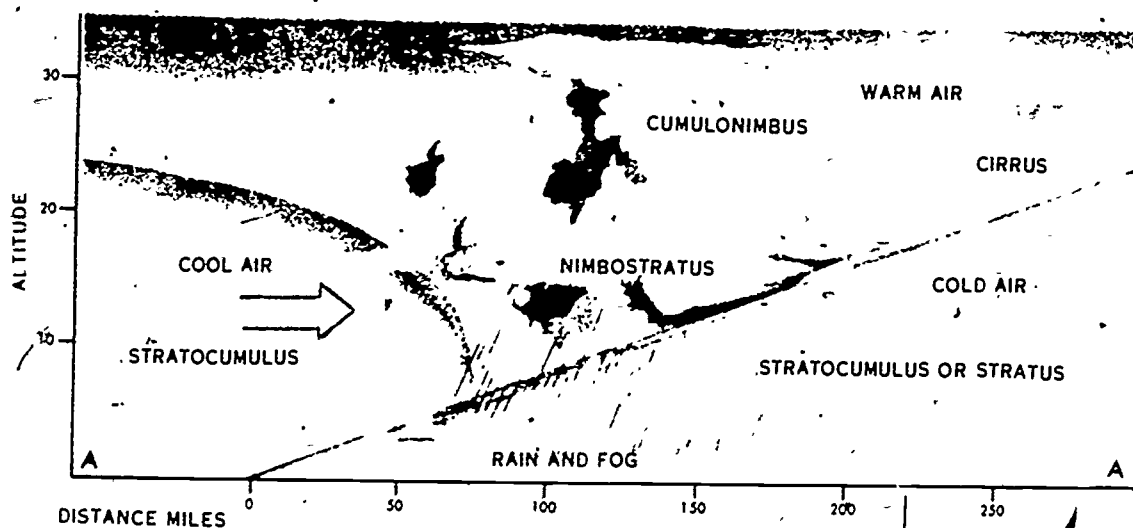 30
WARM AIR
CUMULONIMBUS
CIRRUS
20
ALTITUDE
COOL AIR
NIMBOSTRATUS
COLD AIR
10
STRATOCUMULUS
STRATOCUMULUS OR STRATUS
A
RAIN AND FOG
A
0 50 100 150 200 250
DISTANCE MILES